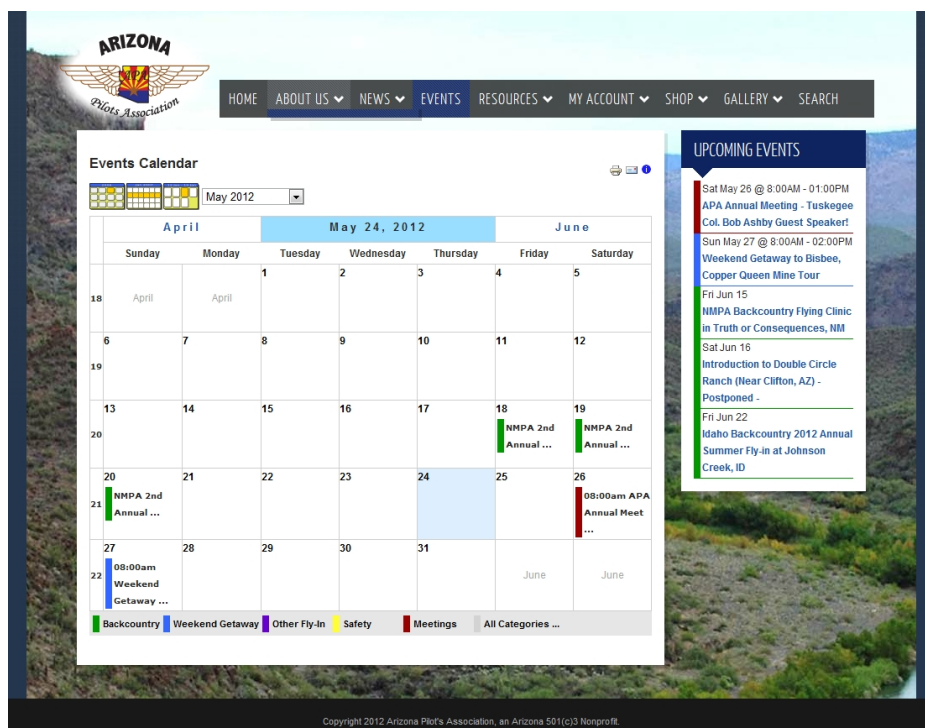 ARIZONA
APA
Pilots Association
HOME ABOUT US NEWS EVENTS RESOURCES MY ACCOUNT SHOP GALLERY SEARCH
Events Calendar
May 2012
April May 24, 2012 June
Sunday Monday Tuesday Wednesday Thursday Friday Saturday
18 April April 1 2 3 4 5
19 6 7 8 9 10 11 12
20 13 14 15 16 17 18 19
NMPA 2nd NMPA 2nd
Annual ... Annual ...
21 20 21 22 23 24 25 26
NMPA 2nd 08:00am APA
Annual ... Annual Meet
...
22 27 28 29 30 31 June June
08:00am
Weekend
Getaway ...
Backcountry Weekend Getaway Other Fly-In Safety Meetings All Categories ...
UPCOMING EVENTS
Sat May 26 @ 8:00AM - 01:00PM
APA Annual Meeting - Tuskegee
Col. Bob Ashby Guest Speaker!
Sun May 27 @ 8:00AM - 02:00PM
Weekend Getaway to Bisbee,
Copper Queen Mine Tour
Fri Jun 15
NMPA Backcountry Flying Clinic
in Truth or Consequences, NM
Sat Jun 16
Introduction to Double Circle
Ranch (Near Clifton, AZ) -
Postponed -
Fri Jun 22
Idaho Backcountry 2012 Annual
Summer Fly-in at Johnson
Creek, ID
Copyright 2012 Arizona Pilot's Association, an Arizona 501(c)3 Nonprofit.